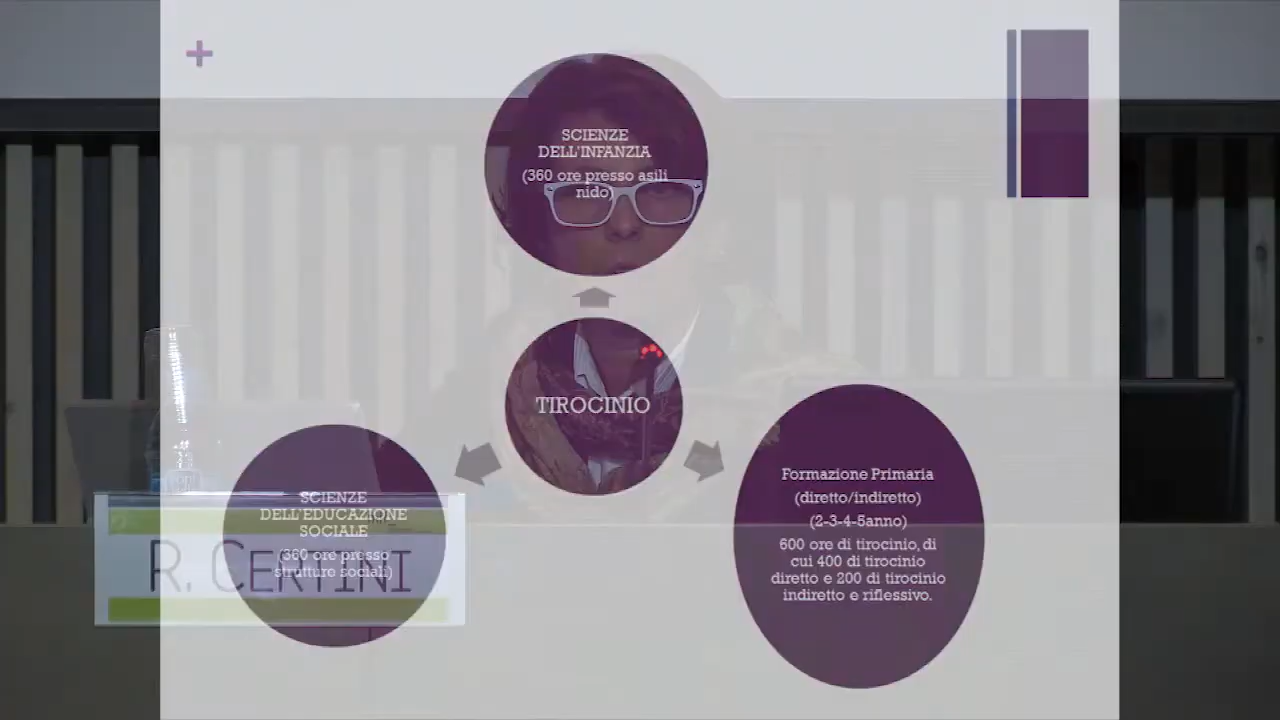 SCIENZE
DELL'INFANZIA
(360 ore presso asili
nido)
TIROCINIO
SCIENZE
DELL'EDUCAZIONE
SOCIALE
(360 ore presso
strutture sociali)
R. CERTINI
Formazione Primaria
(diretto/indiretto)
(2-3-4-5anno)
600 ore di tirocinio, di
cui 400 di tirocinio
diretto e 200 di tirocinio
indiretto e riflessivo.